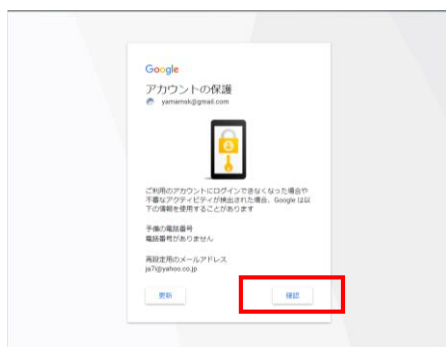 Google
アカウントの保護
yamamsk@gmail.com
ご利用のアカウントにログインできなくなった場合や
不審なアクティビティが検出された場合、Google は以
下の情報を使用することがあります
予備の電話番号
電話番号がありません
再設定用のメールアドレス
ja7i@yahoo.co.jp
更新
確認